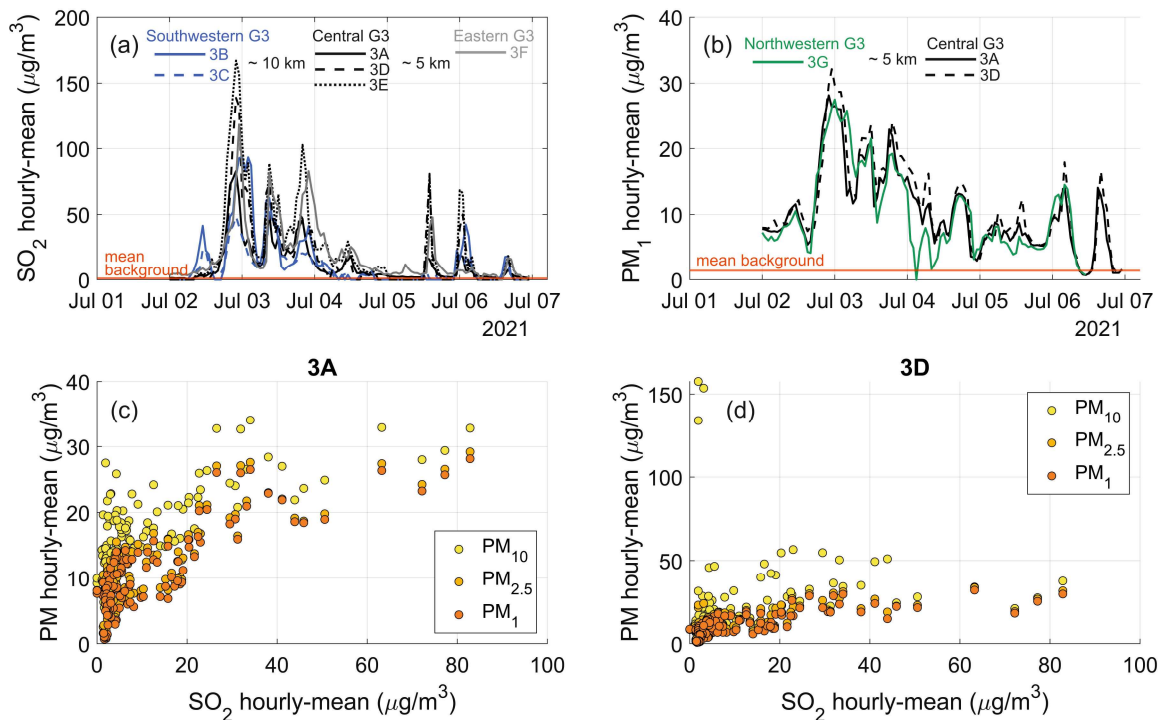 (a)
Southwestern G3
3B
3C
~ 10 km
Central G3
3A
3D
3E
~ 5 km
Eastern G3
3F
200
150
100
50
0
SO2 hourly-mean (μg/m3)
mean
background
Jul 01
Jul 02
Jul 03
Jul 04
Jul 05
Jul 06
Jul 07
2021
(b)
Northwestern G3
3G
~ 5 km
Central G3
3A
3D
40
30
20
10
0
PM1 hourly-mean (μg/m3)
mean background
Jul 01
Jul 02
Jul 03
Jul 04
Jul 05
Jul 06
Jul 07
2021
3A
(c)
40
30
20
10
0
PM hourly-mean (μg/m3)
PM10
PM2.5
PM1
0
20
40
60
80
100
SO2 hourly-mean (μg/m3)
3D
(d)
150
100
50
0
PM hourly-mean (μg/m3)
PM10
PM2.5
PM1
0
20
40
60
80
100
SO2 hourly-mean (μg/m3)